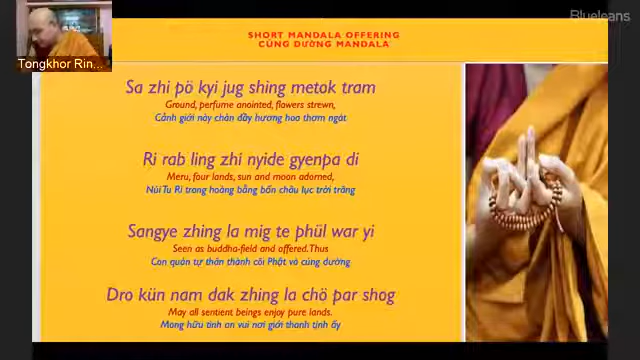 BlueJeans
SHORT MANDALA OFFERING
CÚNG DƯỜNG MANDALA
Tongkhor Rin...
Sa zhi pö kyi jug shing metok tram
Ground, perfume anointed, flowers strewn,
Cảnh giới này chân đầy hương hoa thơm ngát
Ri rab ling zhi nyide gyenpa di
Meru, four lands, sun and moon adorned,
Núi Tu Ri trong hoàng bằng bốn châu lục trời trăng
Sangye zhing la mig te phül war yi
Seen as buddha-field and offered. Thus
Con quán tự thân thành cõi Phật và cúng dường
Dro kün nam dak zhing la chö par shog
May all sentient beings enjoy pure lands.
Mong hữu tình an vui nơi giới thanh tịnh ấy